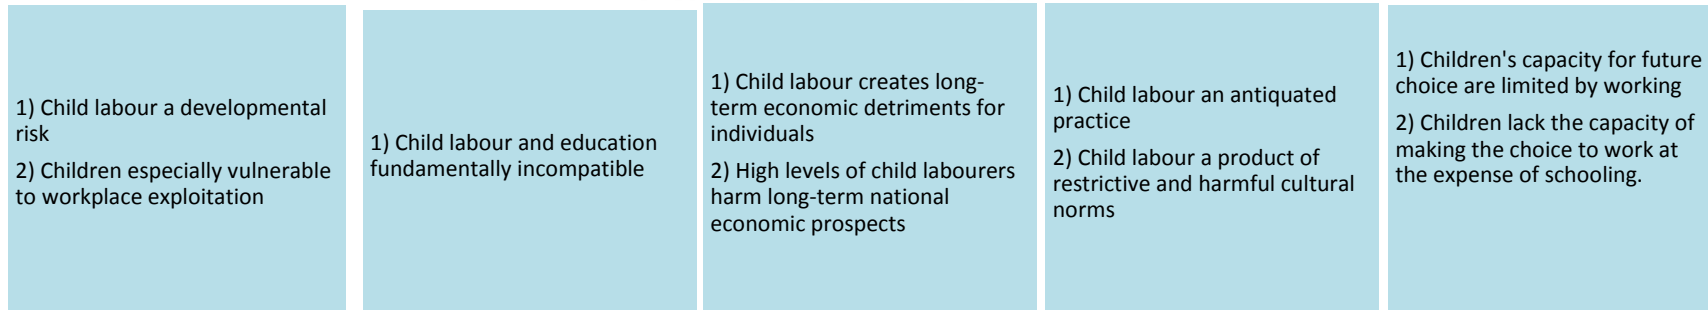 1) Child labour a developmental
risk
2) Children especially vulnerable
to workplace exploitation
1) Child labour and education
fundamentally incompatible
1) Child labour creates long-
term economic detriments for
individuals
2) High levels of child labourers
harm long-term national
economic prospects
1) Child labour an antiquated
practice
2) Child labour a product of
restrictive and harmful cultural
norms
1) Children's capacity for future
choice are limited by working
2) Children lack the capacity of
making the choice to work at
the expense of schooling.